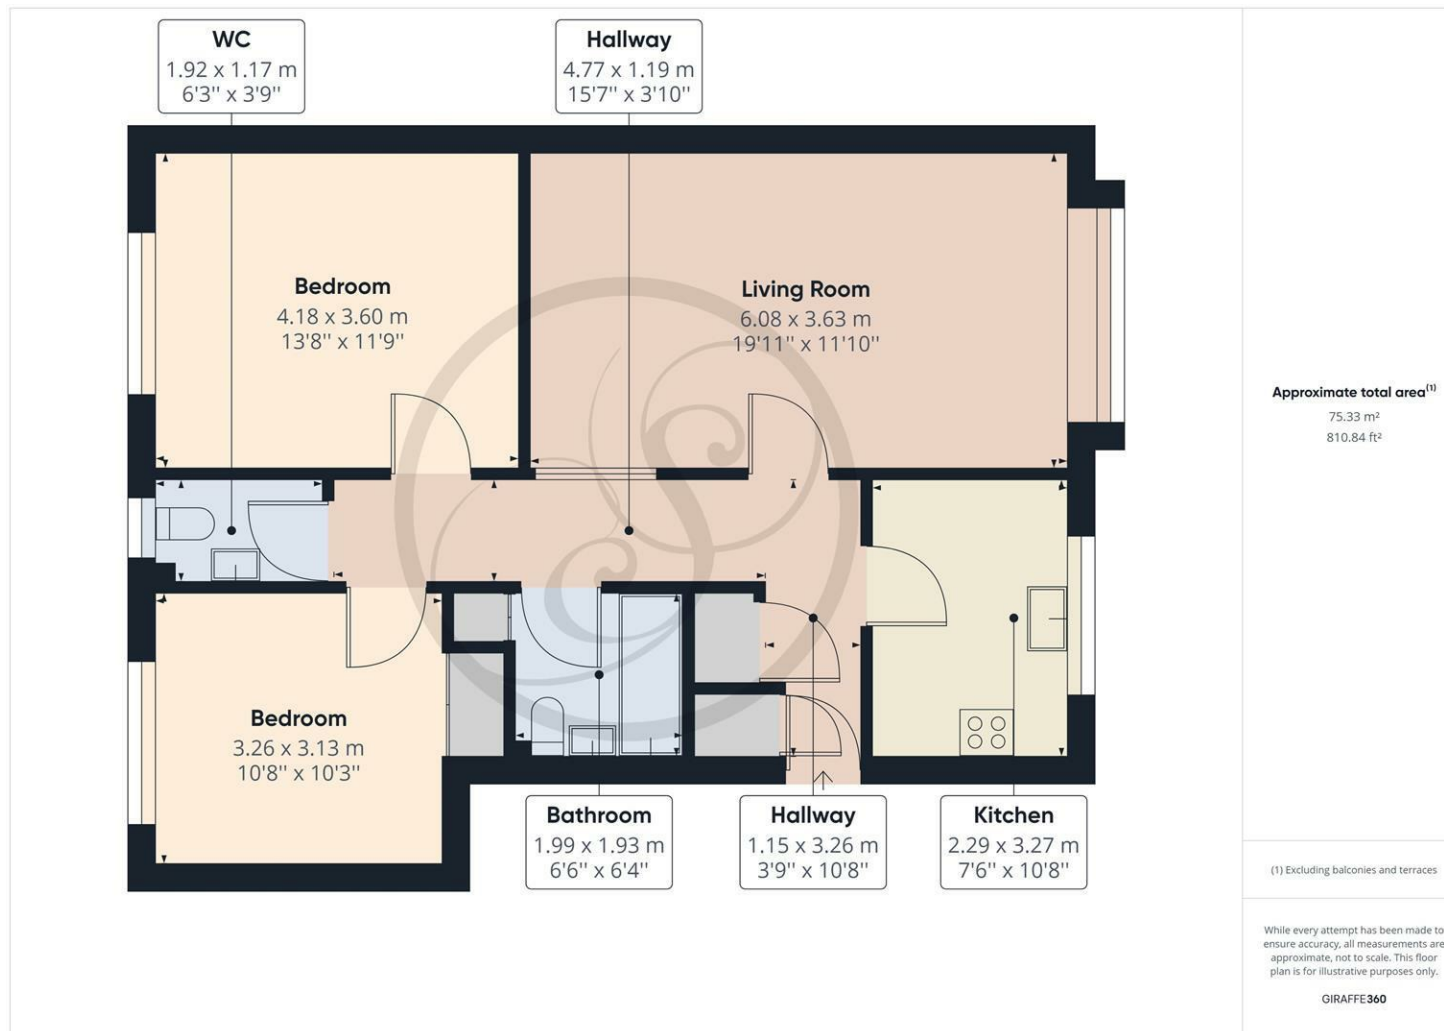 WC
1.92 x 1.17 m
6'3'' x 3'9''
Hallway
4.77 x 1.19 m
15'7'' x 3'10''
Bedroom
4.18 x 3.60 m
13'8'' x 11'9''
Living Room
6.08 x 3.63 m
19'11'' x 11'10''
Bedroom
3.26 x 3.13 m
10'8'' x 10'3''
Bathroom
1.99 x 1.93 m
6'6'' x 6'4''
Hallway
1.15 x 3.26 m
3'9'' x 10'8''
Kitchen
2.29 x 3.27 m
7'6'' x 10'8''
Approximate total area(1)
75.33 m²
810.84 ft²
(1) Excluding balconies and terraces
While every attempt has been made to
ensure accuracy, all measurements are
approximate, not to scale. This floor
plan is for illustrative purposes only.
GIRAFFE360